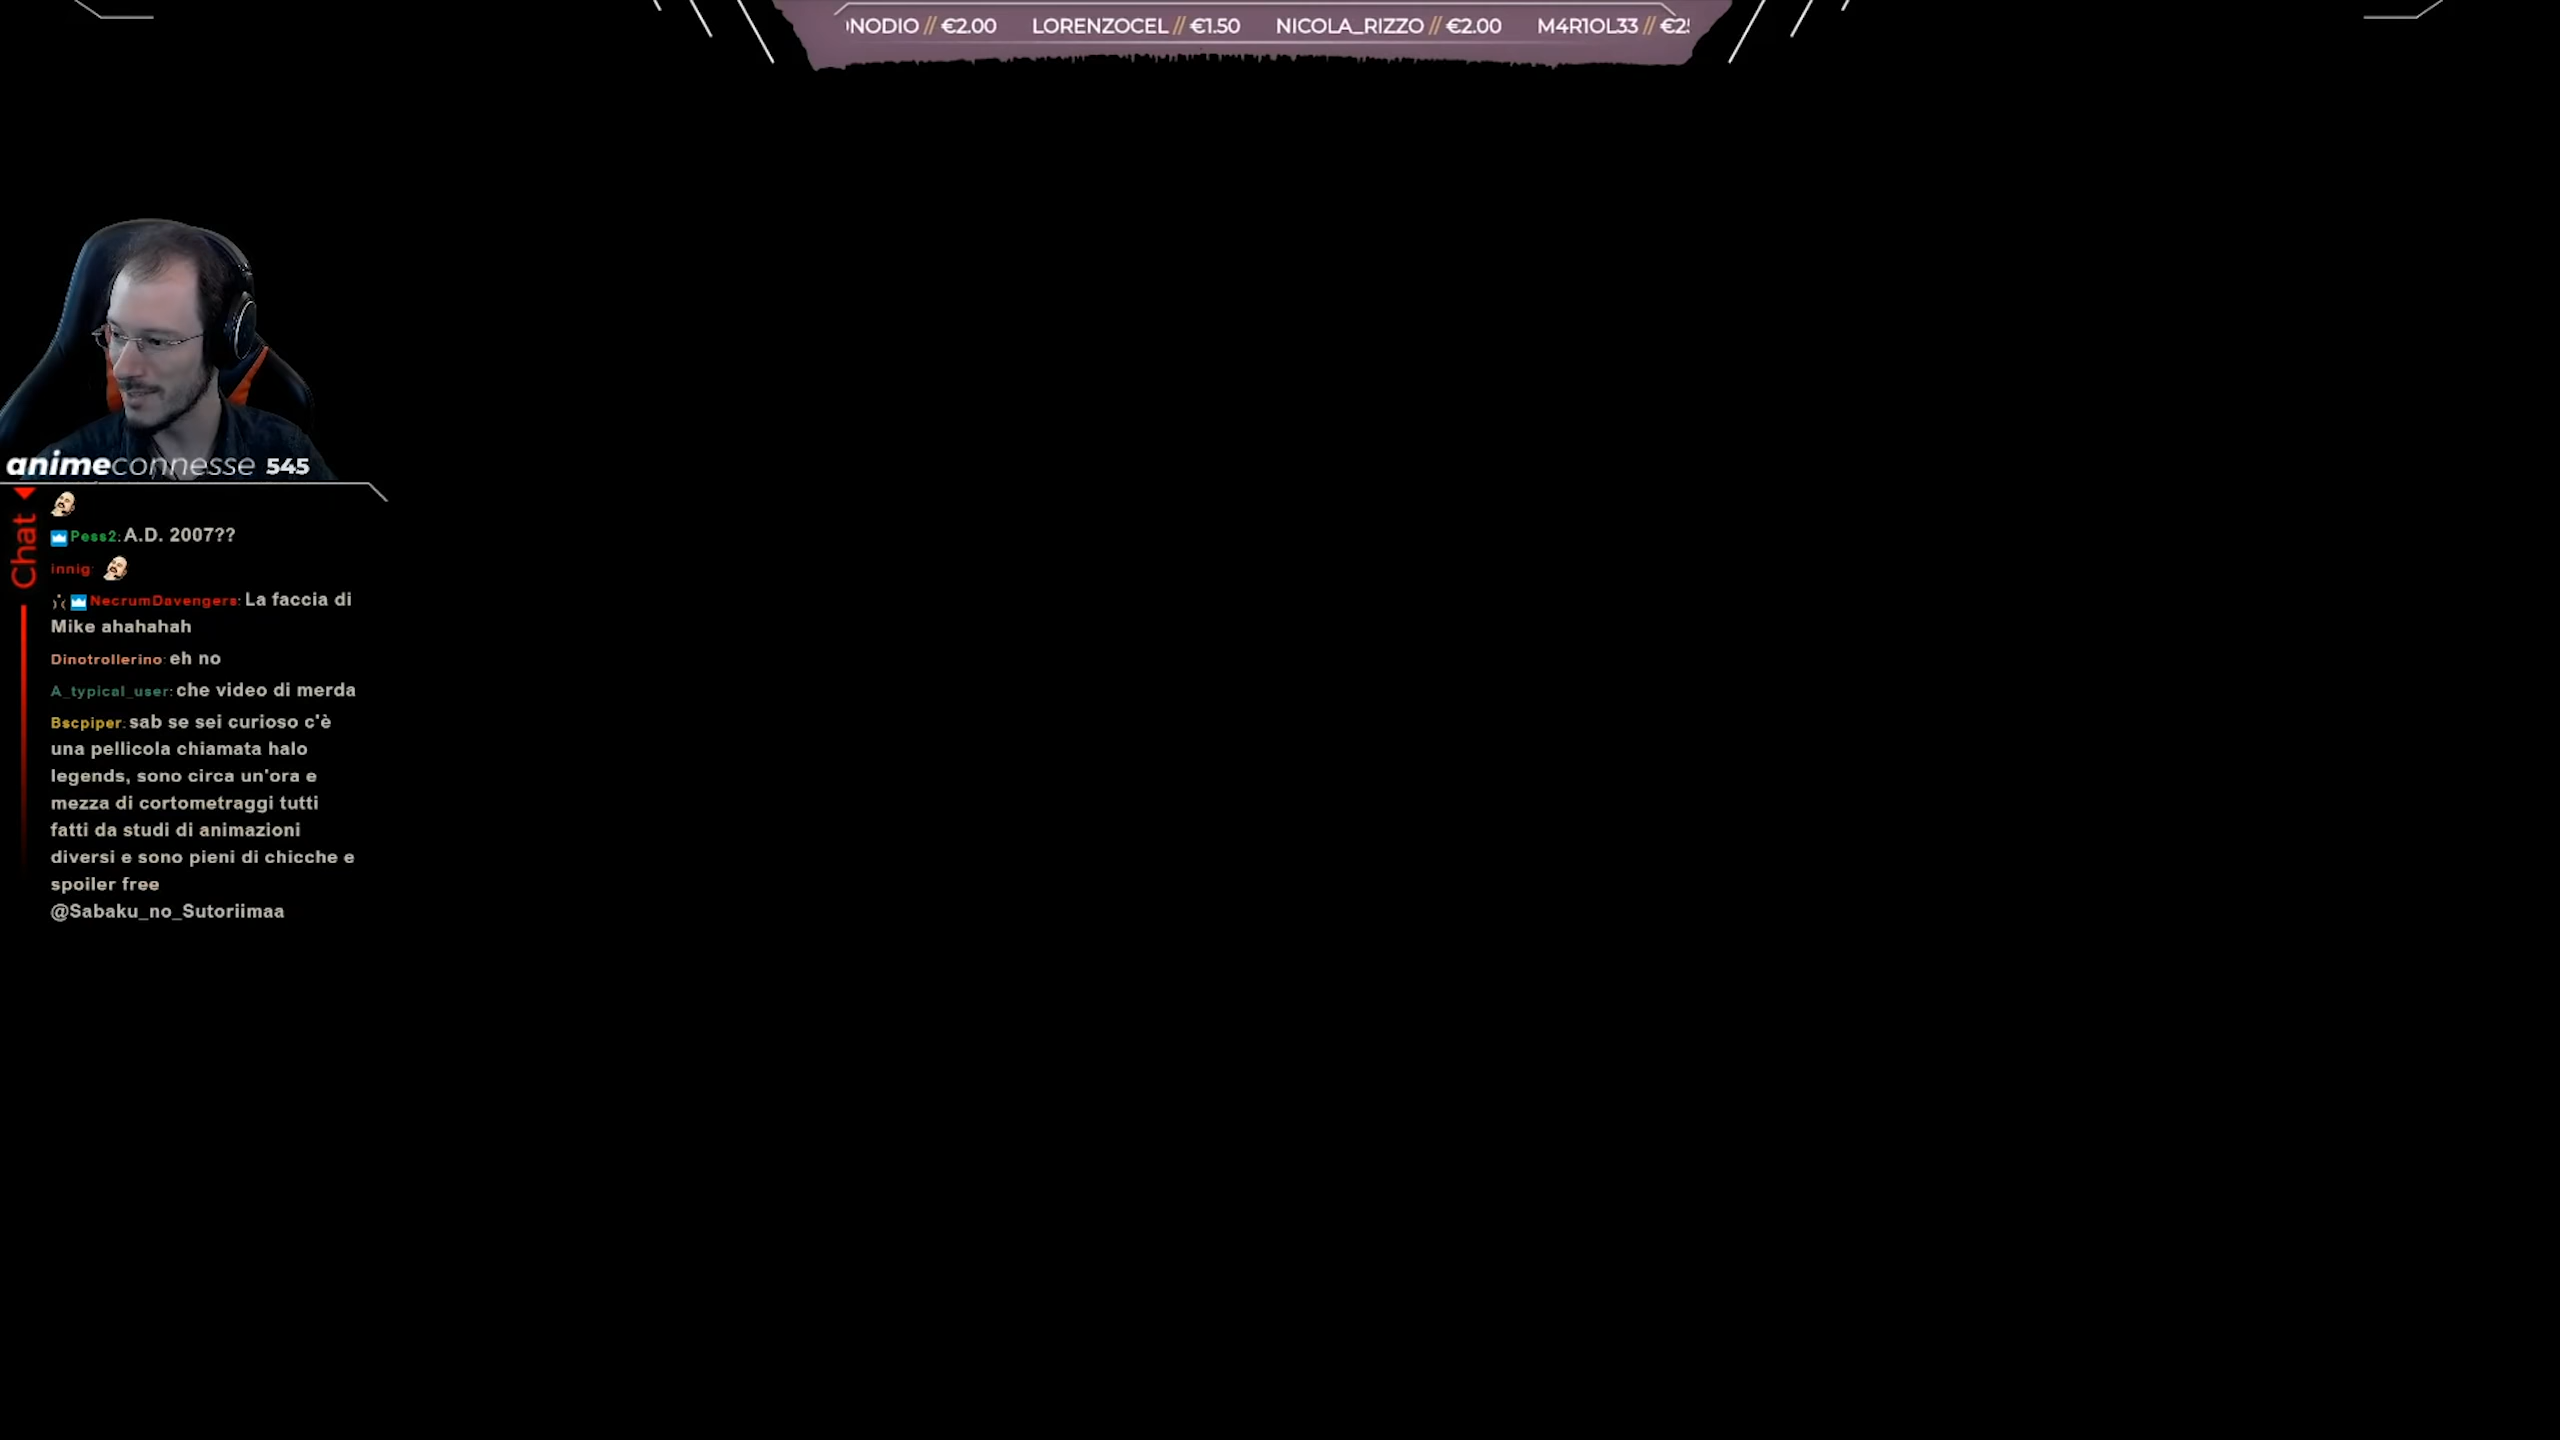 // €2.00 LORENZOCEL // €1.50 NICOLA_RIZZO // €2.00 M4R1OL33 //
animeconnesse 545
Chat
Pess2: A.D. 2007??
innig:
NecrumDavengers: La faccia di
Mike ahahahah
Dinotrollerino: eh no
A_typical_user: che video di merda
Bscpiper: sab se sei curioso c'è
una pellicola chiamata halo
legends, sono circa un'ora e
mezza di cortometraggi tutti
fatti da studi di animazioni
diversi e sono pieni di chicche e
spoiler free
@Sabaku_no_Sutoriimaa